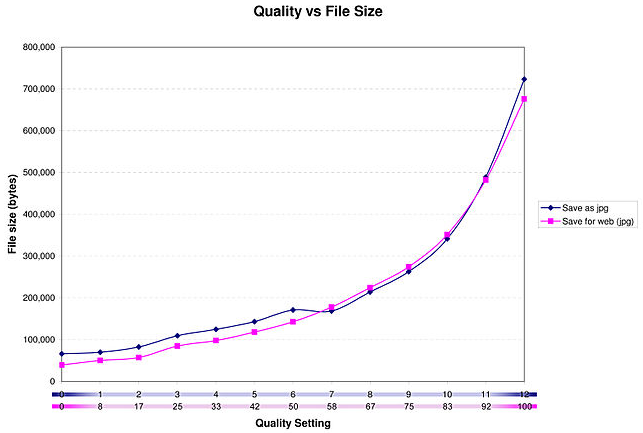 Quality vs File Size
800,000
700,000
600,000
500,000
400,000
300,000
200,000
100,000
0
File size (bytes)
Save as jpg
Save for web (jpg)
0 1 2 3 4 5 6 7 8 9 10 11 12
0 8 17 25 33 42 50 58 67 75 83 92 100
Quality Setting